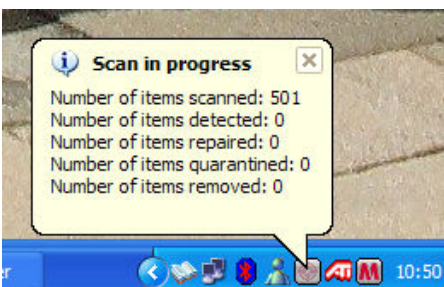 Scan in progress
Number of items scanned: 501
Number of items detected: 0
Number of items repaired: 0
Number of items quarantined: 0
Number of items removed: 0
er
ATI
M
10:50